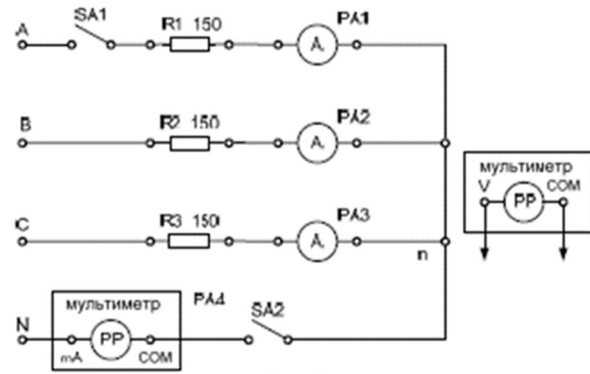 SA1
A R1 150 PA1
A
B R2 150 PA2
A
мультиметр
V COM
PP
C R3 150 PA3
A
n
мультиметр PA4 SA2
N PP
mA COM